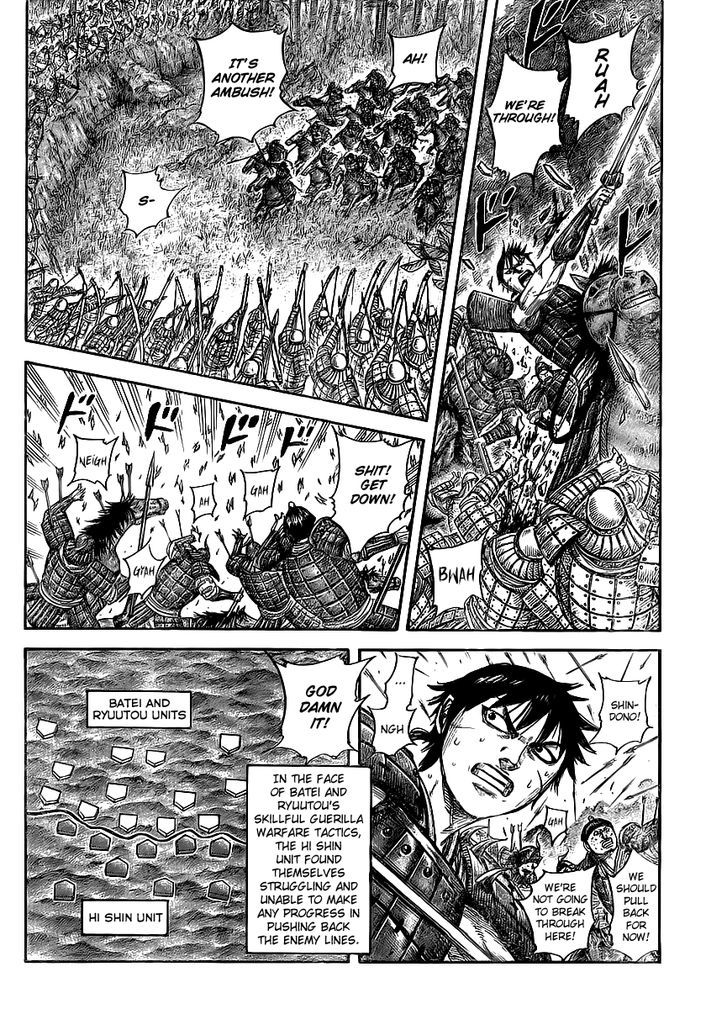 RUAH
WE'RE
THROUGH!
ドド
ドド
BWAH
AH!
IT'S
ANOTHER
AMBUSH!
S-
SHIT!
GET
DOWN!
ド
ド
ド
ド
GAH
AH
NEIGH
GYAH
SHIN-
DONO!
WE
SHOULD
PULL
BACK
FOR
NOW!
GAH
WE'RE
NOT GOING
TO BREAK
THROUGH
HERE!
...
NGH
GOD
DAMN
IT!
BATEI AND
RYUUTOU UNITS
HI SHIN UNIT
IN THE FACE
OF BATEI AND
RYUUTOU'S
SKILLFUL GUERILLA
WARFARE TACTICS,
THE HI SHIN
UNIT FOUND
THEMSELVES
STRUGGLING AND
UNABLE TO MAKE
ANY PROGRESS IN
PUSHING BACK
THE ENEMY LINES.